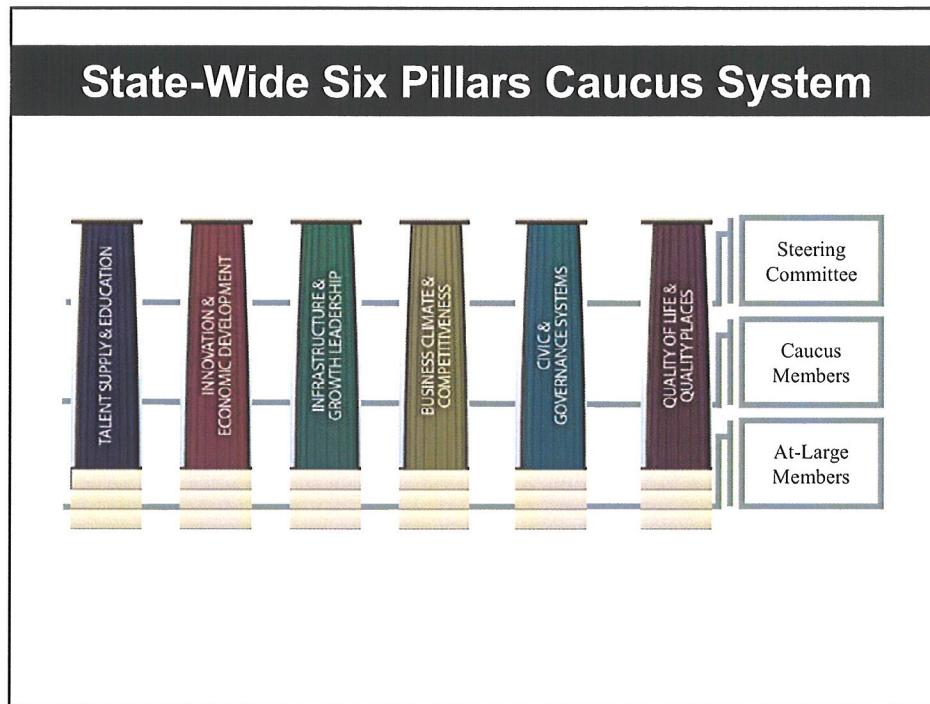 State-Wide Six Pillars Caucus System
TALENT SUPPLY & EDUCATION
INNOVATION &
ECONOMIC DEVELOPMENT
INFRASTRUCTURE &
GROWTH LEADERSHIP
BUSINESS CLIMATE &
COMPETITIVENESS
CIVIC &
GOVERNANCE SYSTEMS
QUALITY OF LIFE &
QUALITY PLACES
Steering
Committee
Caucus
Members
At-Large
Members